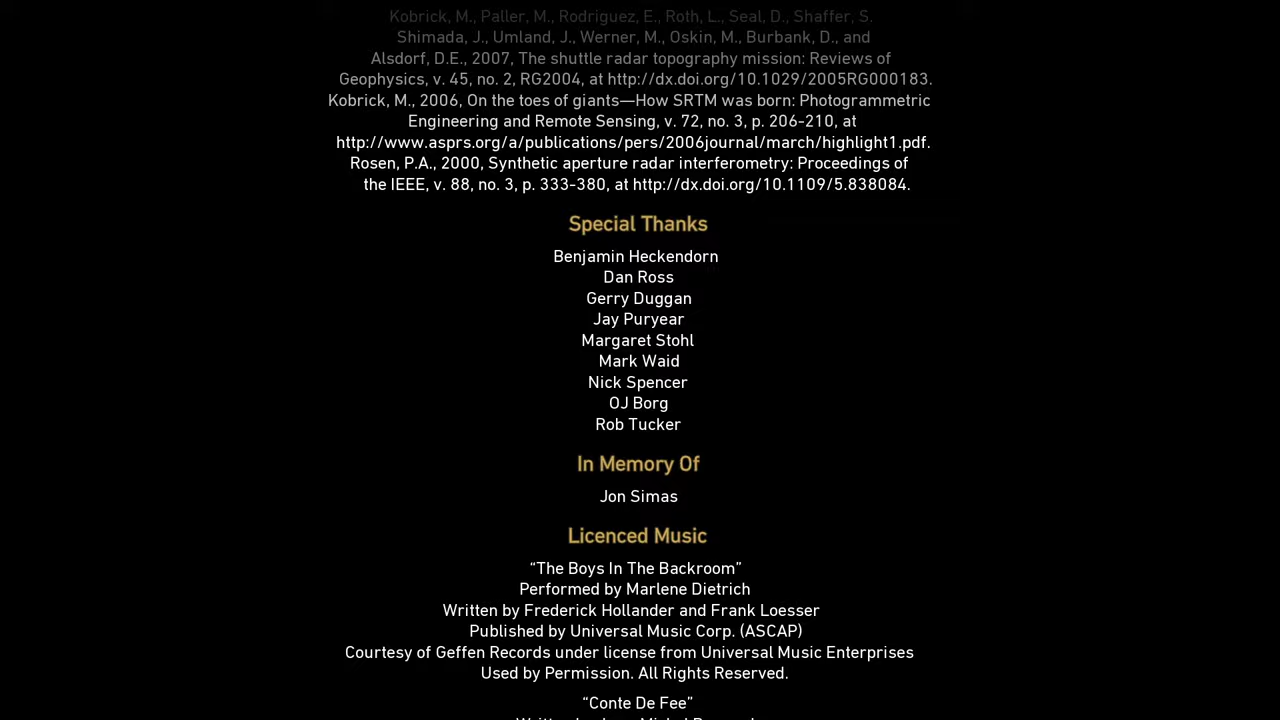 Kobrick, M., Paller, M., Rodriguez, E., Roth, L., Seal, D., Shaffer, S.
Shimada, J., Umland, J., Werner, M., Oskin, M., Burbank, D., and
Alsdorf, D.E., 2007, The shuttle radar topography mission: Reviews of
Geophysics, v. 45, no. 2, RG2004, at http://dx.doi.org/10.1029/2005RG000183.
Kobrick, M., 2006, On the toes of giants—How SRTM was born: Photogrammetric
Engineering and Remote Sensing, v. 72, no. 3, p. 206-210, at
http://www.asprs.org/a/publications/pers/2006journal/march/highlight1.pdf.
Rosen, P.A., 2000, Synthetic aperture radar interferometry: Proceedings of
the IEEE, v. 88, no. 3, p. 333-380, at http://dx.doi.org/10.1109/5.838084.
Special Thanks
Benjamin Heckendorn
Dan Ross
Gerry Duggan
Jay Puryear
Margaret Stohl
Mark Waid
Nick Spencer
OJ Borg
Rob Tucker
In Memory Of
Jon Simas
Licenced Music
“The Boys In The Backroom”
Performed by Marlene Dietrich
Written by Frederick Hollander and Frank Loesser
Published by Universal Music Corp. (ASCAP)
Courtesy of Geffen Records under license from Universal Music Enterprises
Used by Permission. All Rights Reserved.
“Conte De Fee”